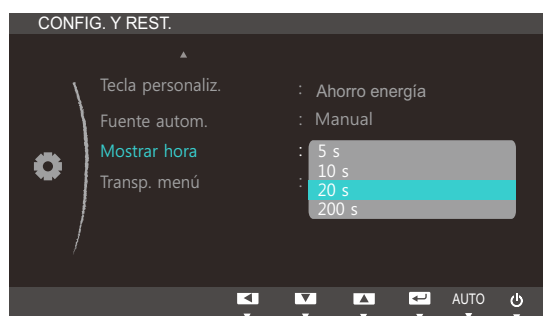 CONFIG. Y REST.
Tecla personaliz. : Ahorro energía
Fuente autom. : Manual
Mostrar hora : 5 s
10 s
Transp. menú : 20 s
200 s
AUTO